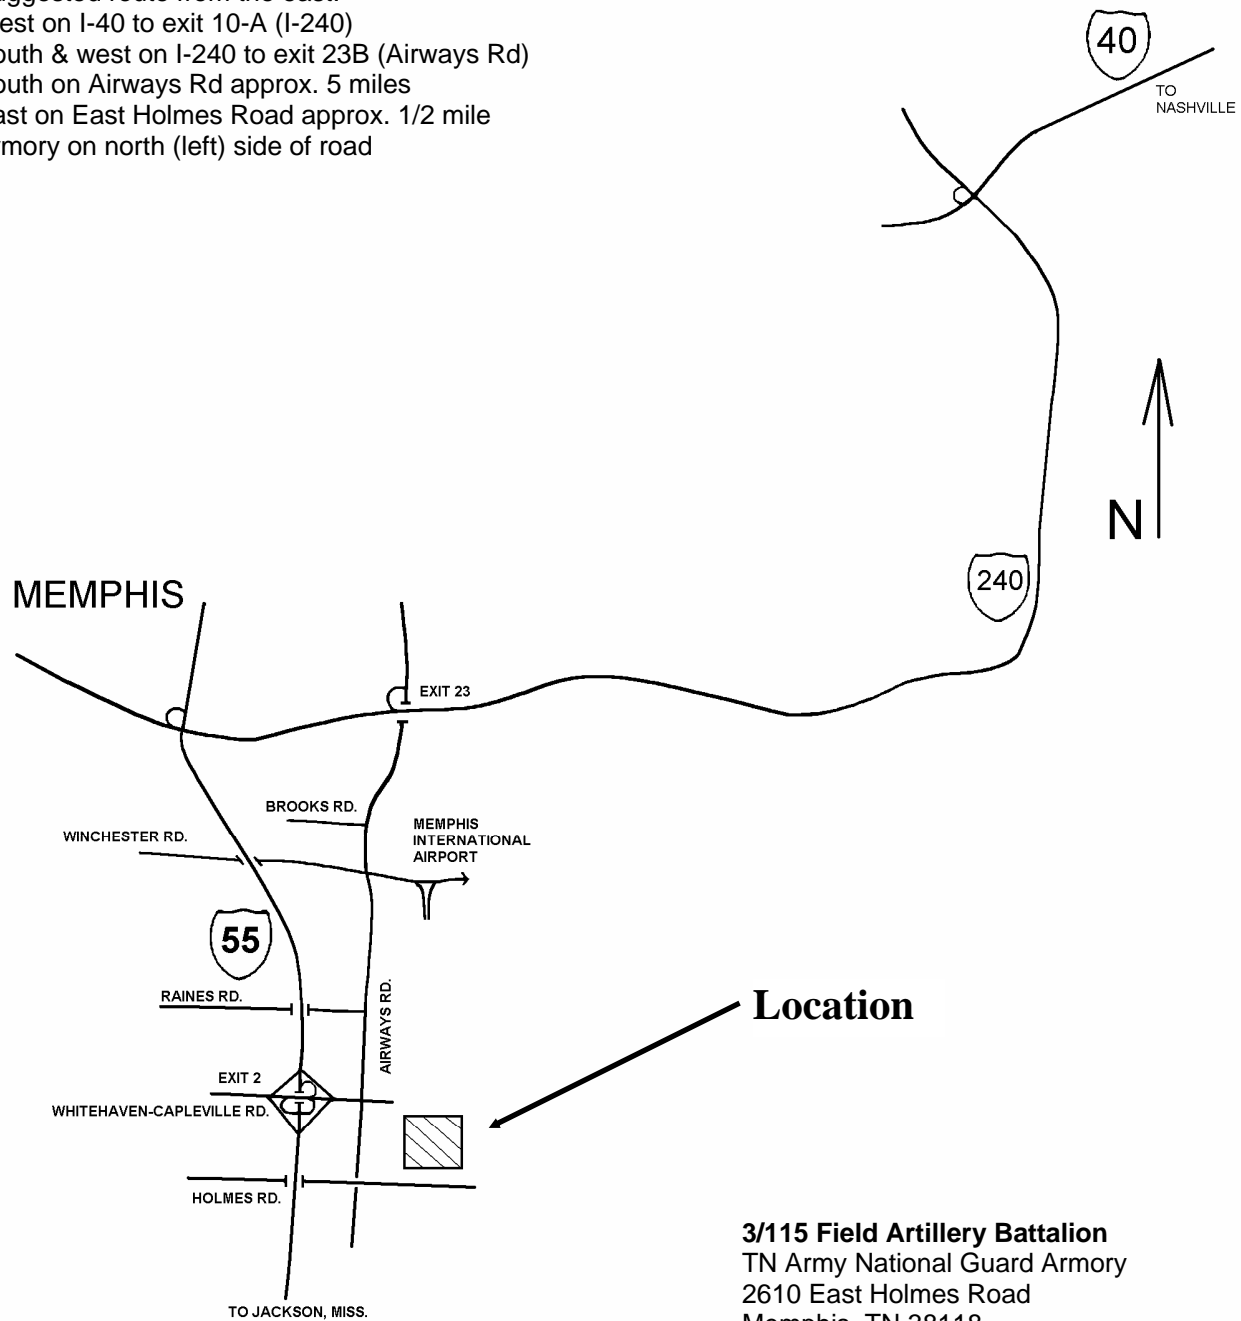 uggested route from the east:
est on I-40 to exit 10-A (I-240)
outh & west on I-240 to exit 23B (Airways Rd)
outh on Airways Rd approx. 5 miles
ast on East Holmes Road approx. 1/2 mile
rmory on north (left) side of road
40
TO
NASHVILLE
N
240
MEMPHIS
EXIT 23
BROOKS RD.
WINCHESTER RD.
MEMPHIS
INTERNATIONAL
AIRPORT
55
RAINES RD.
AIRWAYS RD.
Location
EXIT 2
WHITEHAVEN-CAPLEVILLE RD.
HOLMES RD.
3/115 Field Artillery Battalion
TN Army National Guard Armory
2610 East Holmes Road
Memphis, TN 38118
TO JACKSON, MISS.